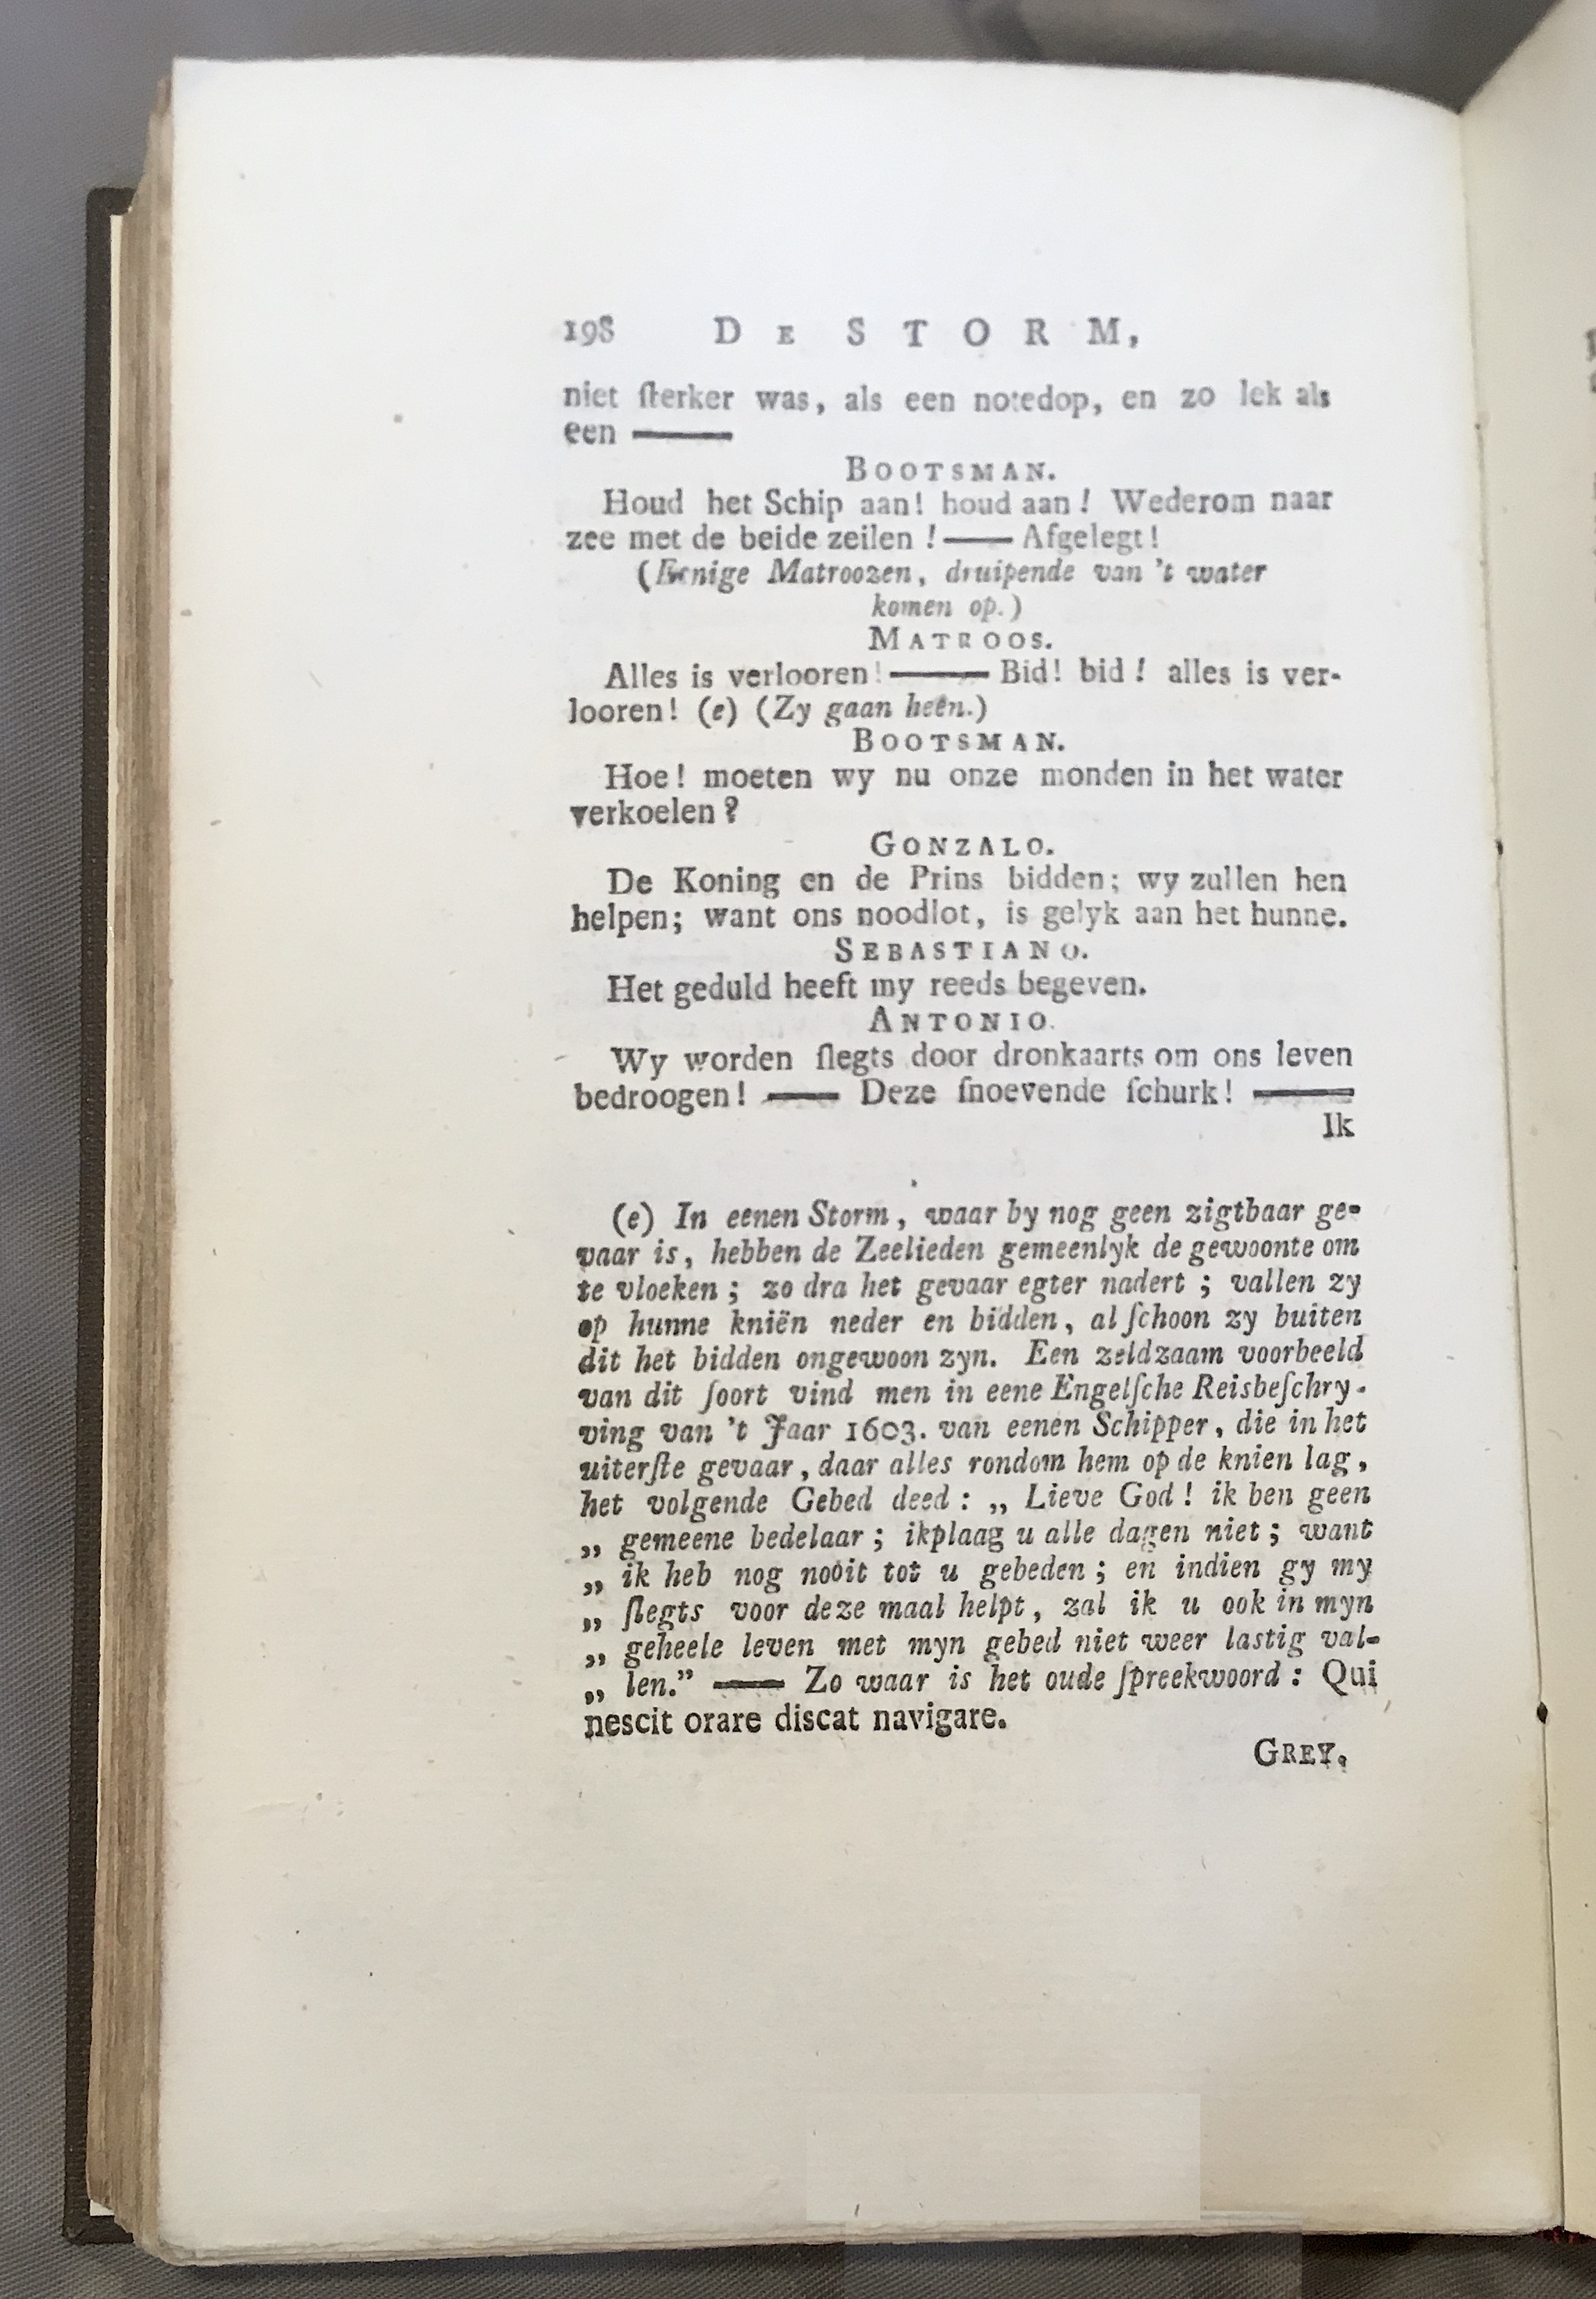 198 DE STORM,
niet ſterker was, als een notedop, en zo lek als
een ——
BOOTSMAN.
Houd het Schip aan! houd aan! Wederom naar
zee met de beide zeilen! —— Afgelegt!
(Eenige Matroozen, druipende van 't water
komen op.)
MATROOS.
Alles is verlooren! —— Bid! bid! alles is ver-
looren! (e) (Zy gaan heên.)
BOOTSMAN.
Hoe! moeten wy nu onze monden in het water
verkoelen?
GONZALO.
De Koning en de Prins bidden; wy zullen hen
helpen; want ons noodlot, is gelyk aan het hunne.
SEBASTIANO.
Het geduld heeft my reeds begeven.
ANTONIO.
Wy worden ſlegts door dronkaarts om ons leven
bedroogen! —— Deze ſnoevende ſchurk! ——
Ik
(e) In eenen Storm, waar by nog geen zigtbaar ge-
vaar is, hebben de Zeelieden gemeenlyk de gewoonte om
te vloeken; zo dra het gevaar egter nadert; vallen zy
op hunne kniën neder en bidden, al ſchoon zy buiten
dit het bidden ongewoon zyn. Een zeldzaam voorbeeld
van dit ſoort vind men in eene Engelſche Reisbeſchry-
ving van 't Jaar 1603. van eenen Schipper, die in het
uiterſte gevaar, daar alles rondom hem op de knien lag,
het volgende Gebed deed: „ Lieve God! ik ben geen
„ gemeene bedelaar; ikplaag u alle dagen niet; want
„ ik heb nog nooit tot u gebeden; en indien gy my
„ ſlegts voor deze maal helpt, zal ik u ook in myn
„ geheele leven met myn gebed niet weer lastig val-
„ len.” —— Zo waar is het oude ſpreekwoord: Qui
nescit orare discat navigare.
GREY.